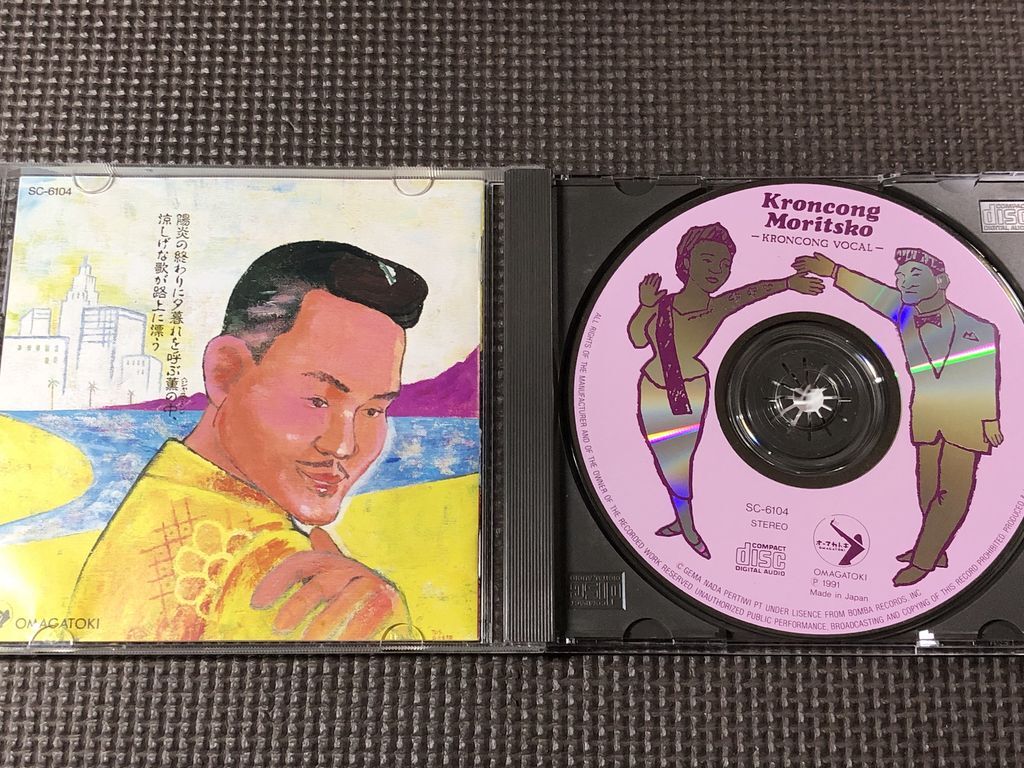 SC-6104
陽炎の終わりに夕暮れを呼ぶ薫の中、
涼しげな歌が路上に漂う
OMAGATOKI
Kroncong
Moritsko
- KRONCONG VOCAL -
COMPACT
disc
DIGITAL AUDIO
SC-6104
STEREO
COMPACT
disc
DIGITAL AUDIO
OMAGATOKI
P 1991
Made in Japan
ALL RIGHTS OF THE MANUFACTURER AND OF THE OWNER OF THE RECORDED WORK RESERVED UNAUTHORIZED PUBLIC PERFORMANCE, BROADCASTING AND COPYING OF THIS RECORD PROHIBITED.
© GEMA NADA PERTIWI PT UNDER LISENCE FROM BOMBA RECORDS, INC